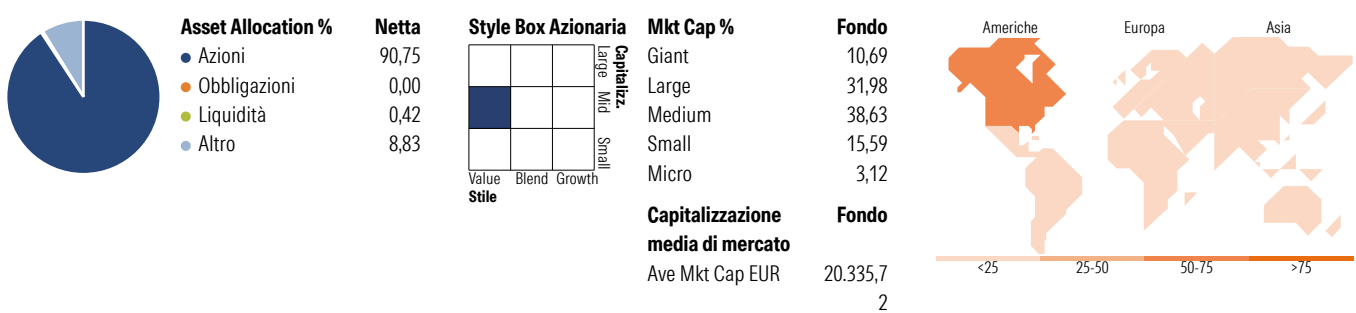 Asset Allocation % Netta
Azioni 90,75
Obbligazioni 0,00
Liquidità 0,42
Altro 8,83
Style Box Azionaria
Capitalizz.
Large Mid Small
Value Blend Growth
Stile
Mkt Cap % Fondo
Giant 10,69
Large 31,98
Medium 38,63
Small 15,59
Micro 3,12
Capitalizzazione Fondo
media di mercato
Ave Mkt Cap EUR 20.335,7
2
Americhe Europa Asia
<25 25-50 50-75 >75